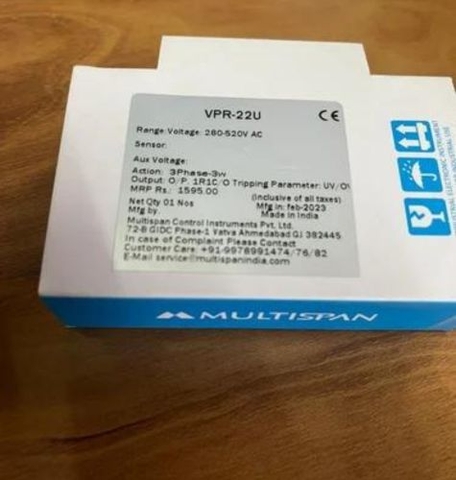 VPR-22U
CE
Range Voltage: 280-520V AC
Sensor:
Aux Voltage:
Action: 3Phase-3w
Output: O/P. 1R1C/O Tripping Parameter: UV/OV
MRP Rs.: 1595.00
(inclusive of all taxes)
Net Qty 01 Nos
Mfg in: feb-2023
Mfg by.
Made in India
Multispan Control Instruments Pvt. Ltd.
72-B GIDC Phase-1 Vatva Ahmedabad GJ 382445
In case of Complaint Please Contact
Customer Care: +91-9978991474/76/82
E-Mail service@multispanindia.com
MULTISPAN